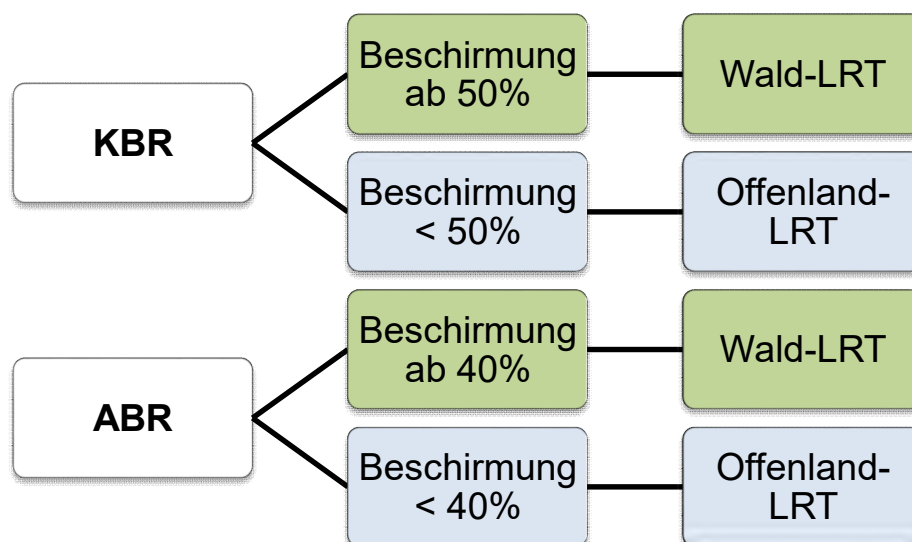 KBR
Beschirmung
ab 50%
Wald-LRT
Beschirmung
< 50%
Offenland-
LRT
ABR
Beschirmung
ab 40%
Wald-LRT
Beschirmung
< 40%
Offenland-
LRT